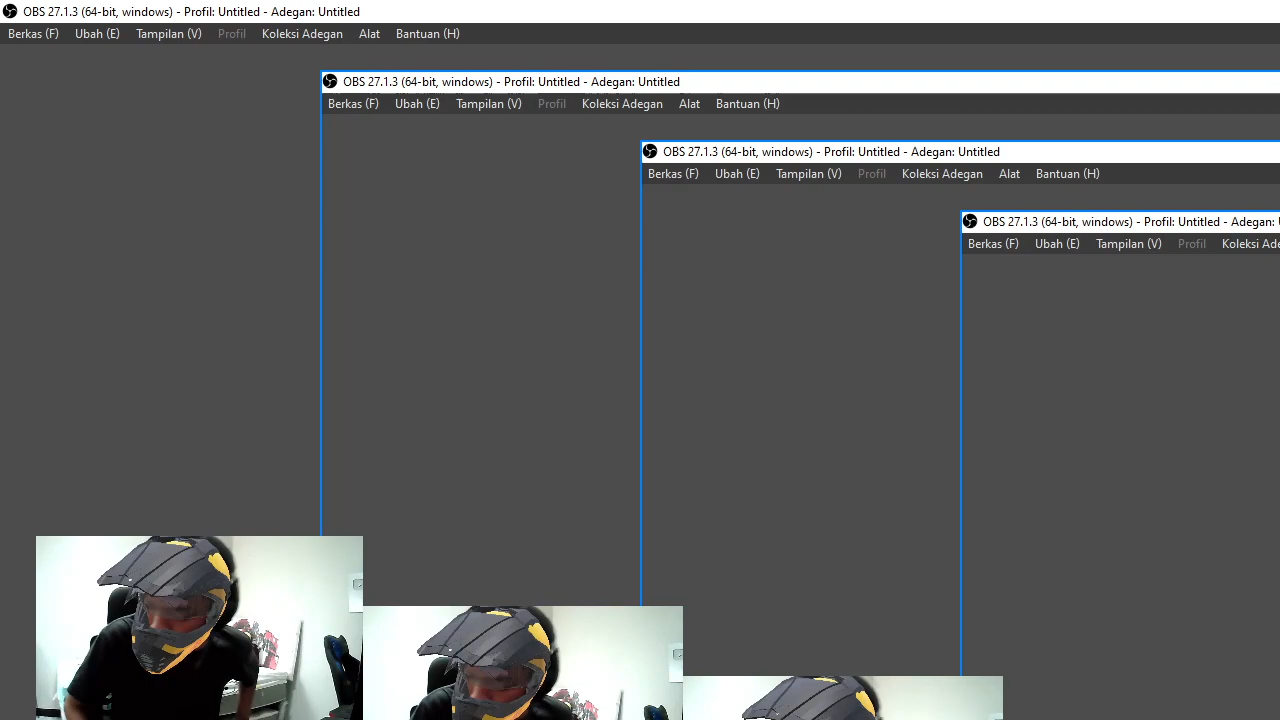 OBS 27.1.3 (64-bit, windows) - Profil: Untitled - Adegan: Untitled
Berkas (F) Ubah (E) Tampilan (V) Profil Koleksi Adegan Alat Bantuan (H)
OBS 27.1.3 (64-bit, windows) - Profil: Untitled - Adegan: Untitled
Berkas (F) Ubah (E) Tampilan (V) Profil Koleksi Adegan Alat Bantuan (H)
OBS 27.1.3 (64-bit, windows) - Profil: Untitled - Adegan: Untitled
Berkas (F) Ubah (E) Tampilan (V) Profil Koleksi Adegan Alat Bantuan (H)
OBS 27.1.3 (64-bit, windows) - Profil: Untitled - Adegan:
Berkas (F) Ubah (E) Tampilan (V) Profil Koleksi